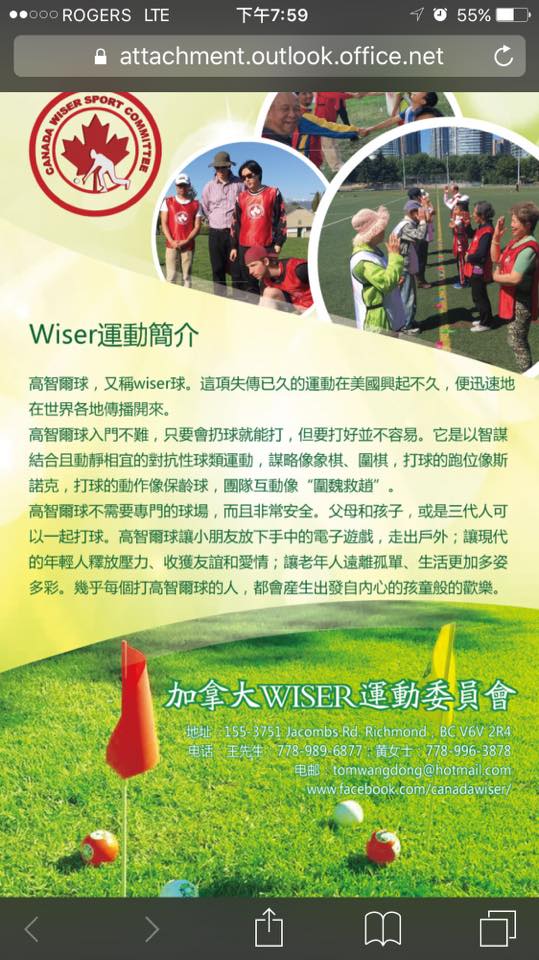 ROGERS LTE 下午7:59 55%
attachment.outlook.office.net
CANADA WISER SPORT COMMITTEE
Wiser運動簡介
高智爾球，又稱wiser球。這項失傳已久的運動在美國興起不久，便迅速地
在世界各地傳播開來。
高智爾球入門不難，只要會扔球就能打，但要打好並不容易。它是以智謀
結合且動靜相宜的對抗性球類運動，謀略像象棋、圍棋，打球的跑位像斯
諾克，打球的動作像保齡球，團隊互動像“圍魏救趙”。
高智爾球不需要專門的球場，而且非常安全。父母和孩子，或是三代人可
以一起打球。高智爾球讓小朋友放下手中的電子遊戲，走出戶外；讓現代
的年輕人釋放壓力、收獲友誼和愛情；讓老年人遠離孤單、生活更加多姿
多彩。幾乎每個打高智爾球的人，都會產生出發自內心的孩童般的歡樂。
加拿大WISER運動委員會
地址：155-3751 Jacombs Rd. Richmond，BC V6V 2R4
电话：王先生：778-989-6877；黄女士：778-996-3878
电邮：tomwangdong@hotmail.com
www.facebook.com/canadawiser/